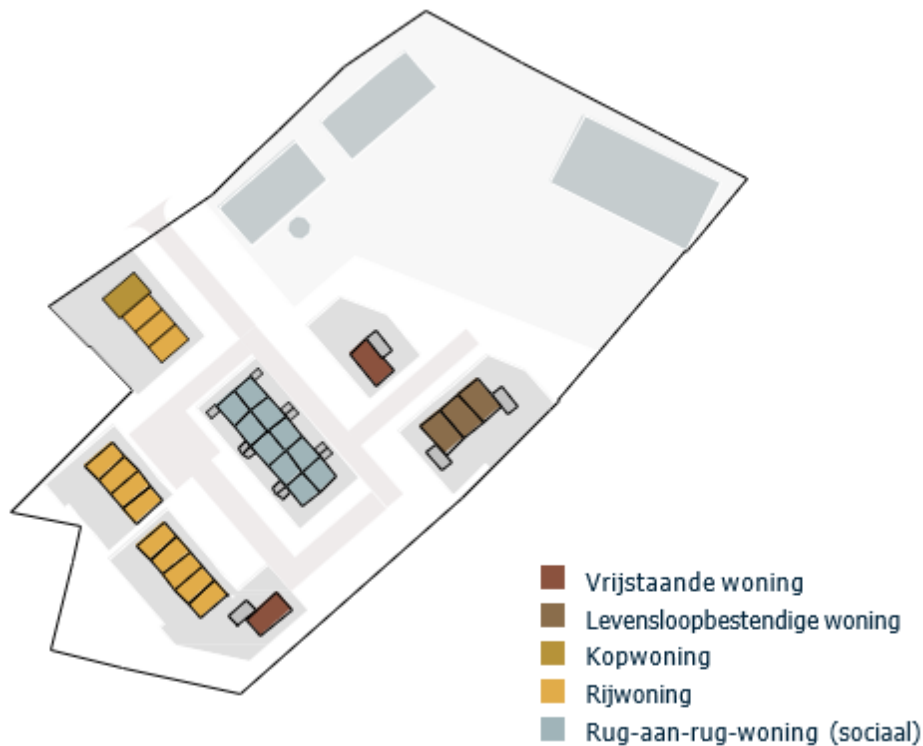 Vrijstaande woning
Levensloopbestendige woning
Kopwoning
Rijwoning
Rug-aan-rug-woning (sociaal)